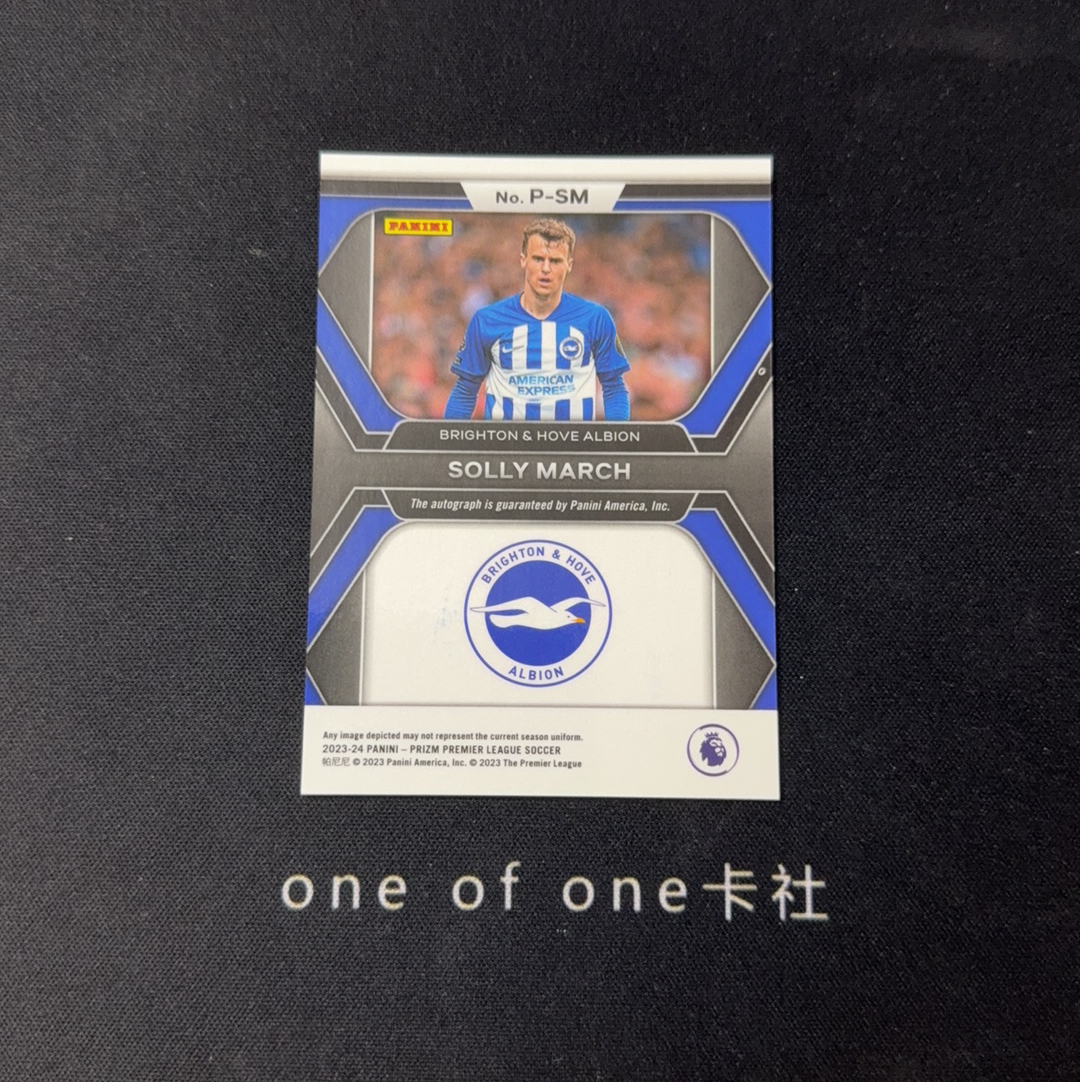 No. P-SM
PANINI
AMERICAN
EXPRESS
BRIGHTON & HOVE ALBION
SOLLY MARCH
The autograph is guaranteed by Panini America, Inc.
BRIGHTON & HOVE
ALBION
Any image depicted may not represent the current season uniform.
2023-24 PANINI – PRIZM PREMIER LEAGUE SOCCER
帕尼尼 © 2023 Panini America, Inc. © 2023 The Premier League
one of one卡社